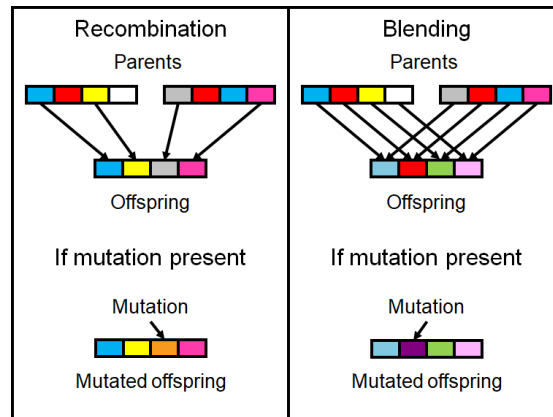 Recombination
Parents
Offspring
If mutation present
Mutation
Mutated offspring
Blending
Parents
Offspring
If mutation present
Mutation
Mutated offspring